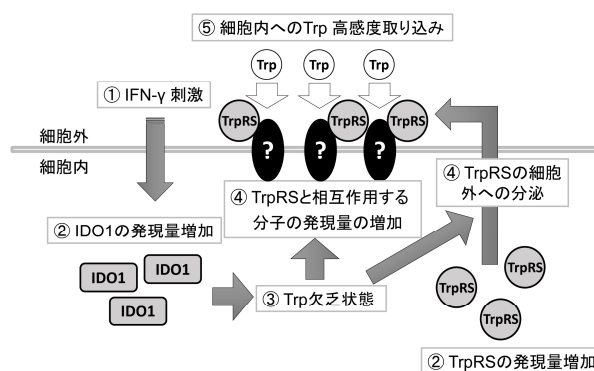 ⑤ 細胞内へのTrp 高感度取り込み
Trp
Trp
Trp
① IFN-γ 刺激
TrpRS
TrpRS
TrpRS
細胞外
細胞内
?
?
?
④ TrpRSと相互作用する
分子の発現量の増加
④ TrpRSの細胞
外への分泌
② IDO1の発現量増加
IDO1
IDO1
IDO1
③ Trp欠乏状態
TrpRS
TrpRS
TrpRS
② TrpRSの発現量増加